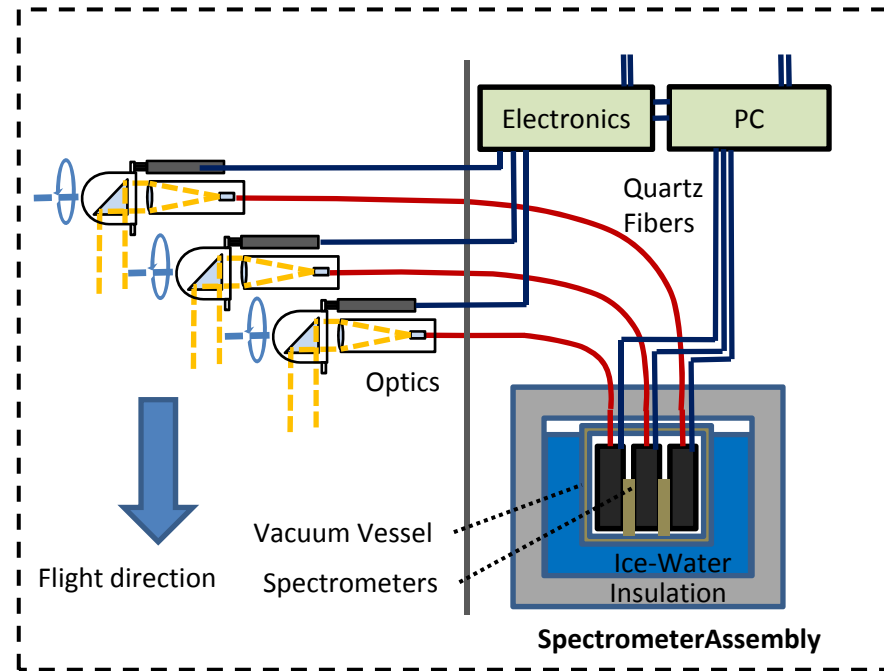 Electronics
PC
Quartz
Fibers
Optics
Vacuum Vessel
Flight direction
Spectrometers
Ice-Water
Insulation
SpectrometerAssembly